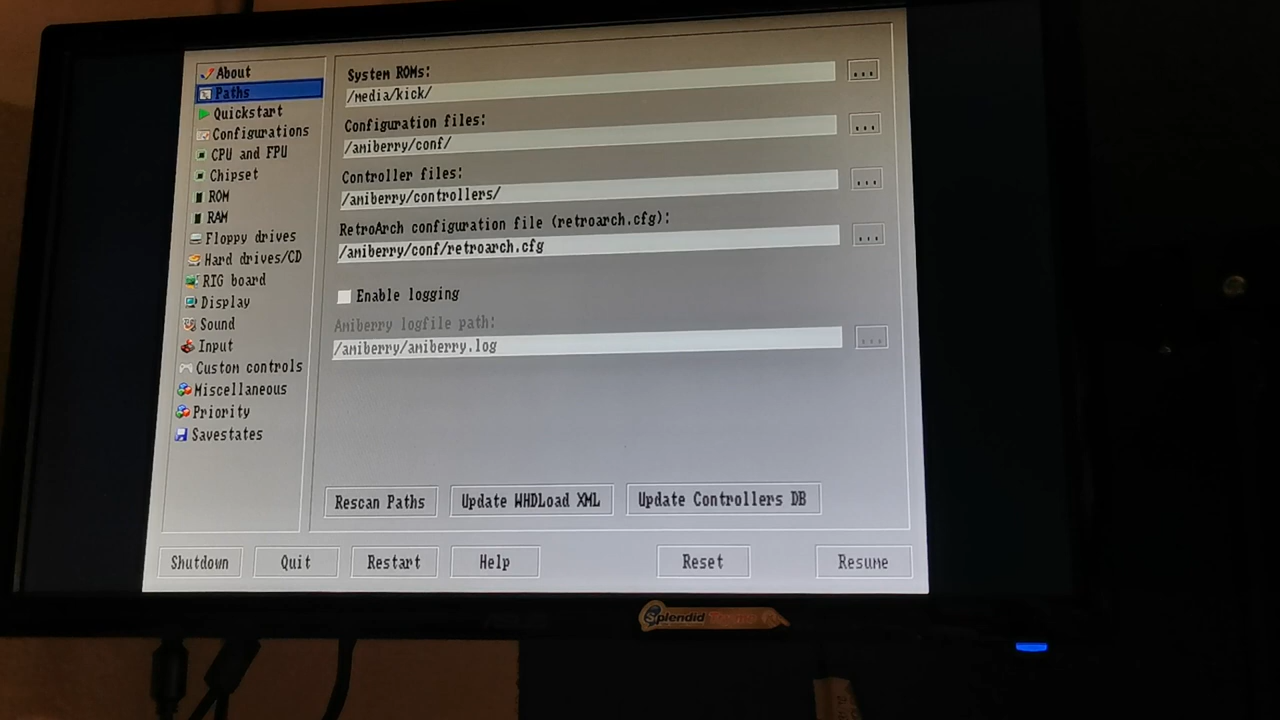 About
Paths
Quickstart
Configurations
CPU and FPU
Chipset
ROM
RAM
Floppy drives
Hard drives/CD
RTG board
Display
Sound
Input
Custom controls
Miscellaneous
Priority
Savestates
System ROMs:
/media/kick/
...
Configuration files:
/amiberry/conf/
...
Controller files:
/amiberry/controllers/
...
RetroArch configuration file (retroarch.cfg):
/amiberry/conf/retroarch.cfg
...
Enable logging
Amiberry logfile path:
/amiberry/amiberry.log
...
Rescan Paths Update WHDLoad XML Update Controllers DB
Shutdown Quit Restart Help Reset Resume
Splendid